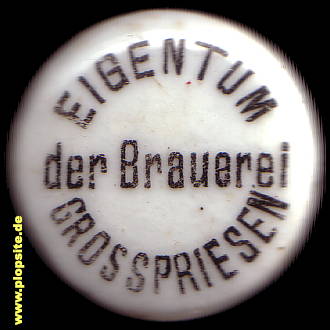 EIGENTUM
der Brauerei
GROSSPRIESEN
www.plopsite.de